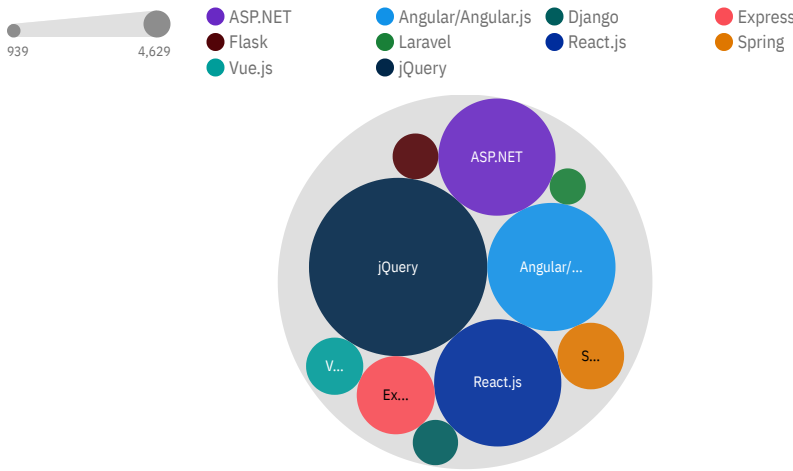 ASP.NET Angular/Angular.js Django Express
Flask Laravel React.js Spring
Vue.js jQuery
939 4,629
ASP.NET
jQuery
Angular/...
S...
V...
React.js
Ex...